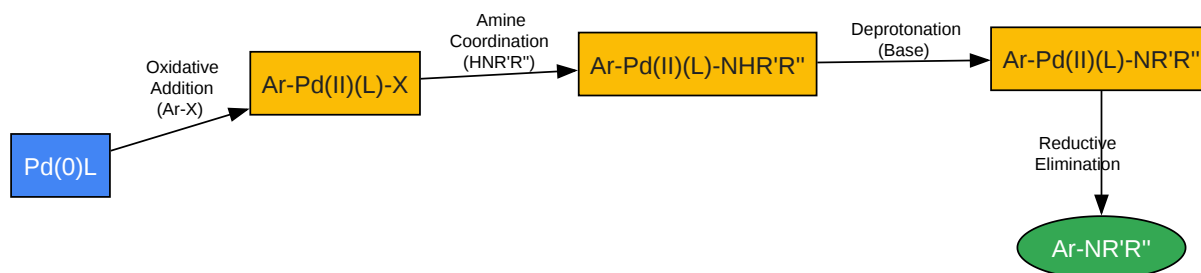 Pd(0)L
Oxidative
Addition
(Ar-X)
Ar-Pd(II)(L)-X
Amine
Coordination
(HNR'R")
Ar-Pd(II)(L)-NHR'R"
Deprotonation
(Base)
Ar-Pd(II)(L)-NR'R"
Reductive
Elimination
Ar-NR'R"